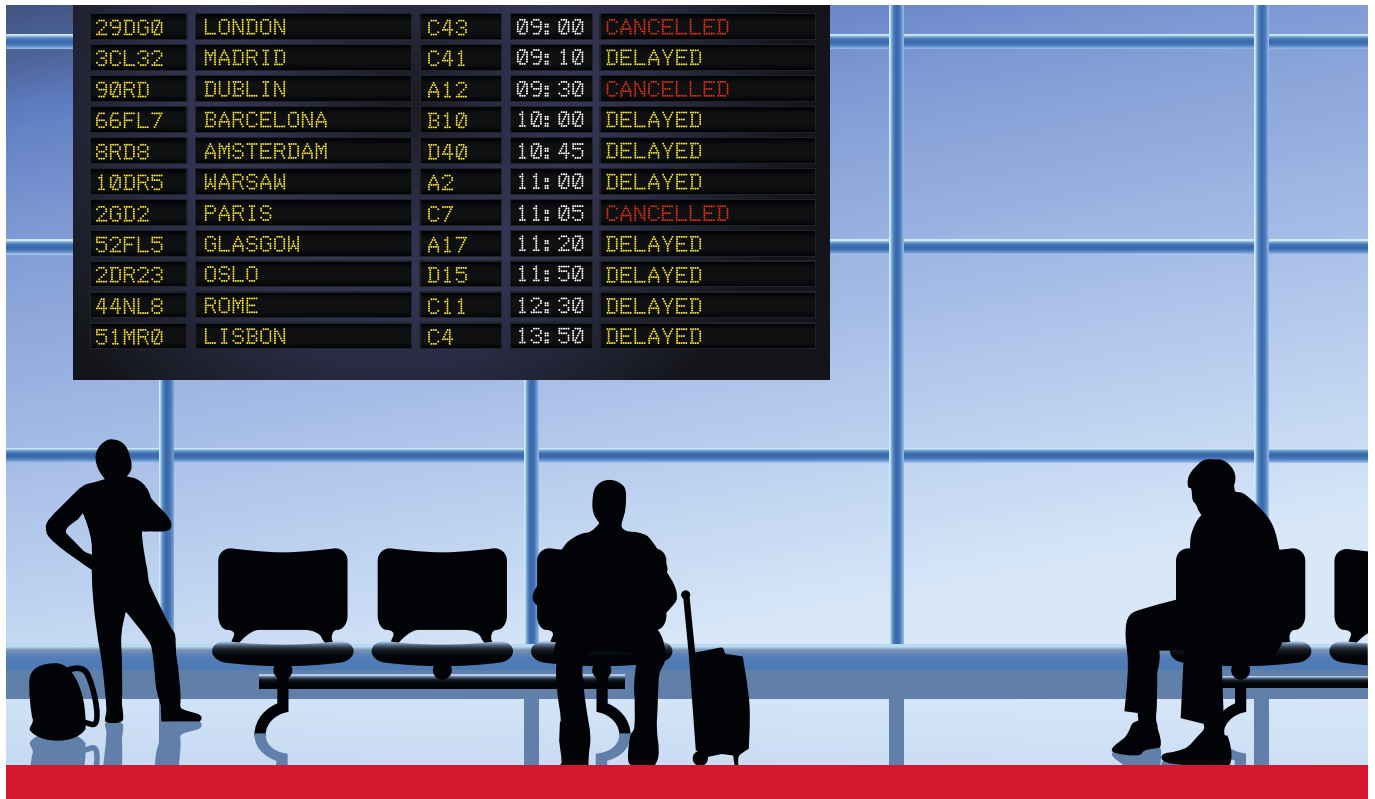 29DG0 LONDON C43 09:00 CANCELLED
3CL32 MADRID C41 09:10 DELAYED
90RD DUBLIN A12 09:30 CANCELLED
66FL7 BARCELONA B10 10:00 DELAYED
8RD8 AMSTERDAM D40 10:45 DELAYED
10DR5 WARSAW A2 11:00 DELAYED
2GD2 PARIS C7 11:05 CANCELLED
52FL5 GLASGOW A17 11:20 DELAYED
2DR23 OSLO D15 11:50 DELAYED
44NL8 ROME C11 12:30 DELAYED
51MR0 LISBON C4 13:50 DELAYED